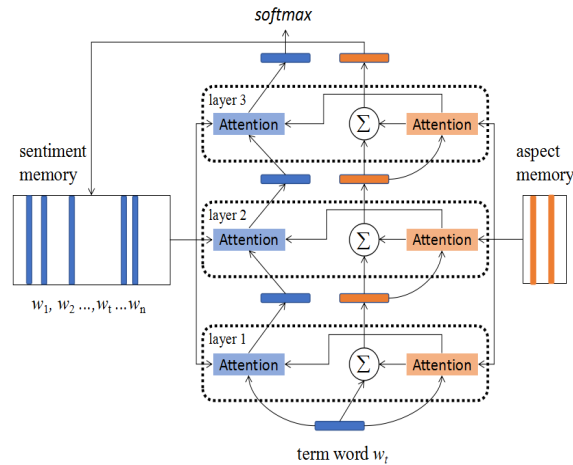 softmax
layer 3
Attention
∑
Attention
sentiment
memory
aspect
memory
layer 2
Attention
∑
Attention
w1, w2 ...,wt ...wn
layer 1
Attention
∑
Attention
term word wt